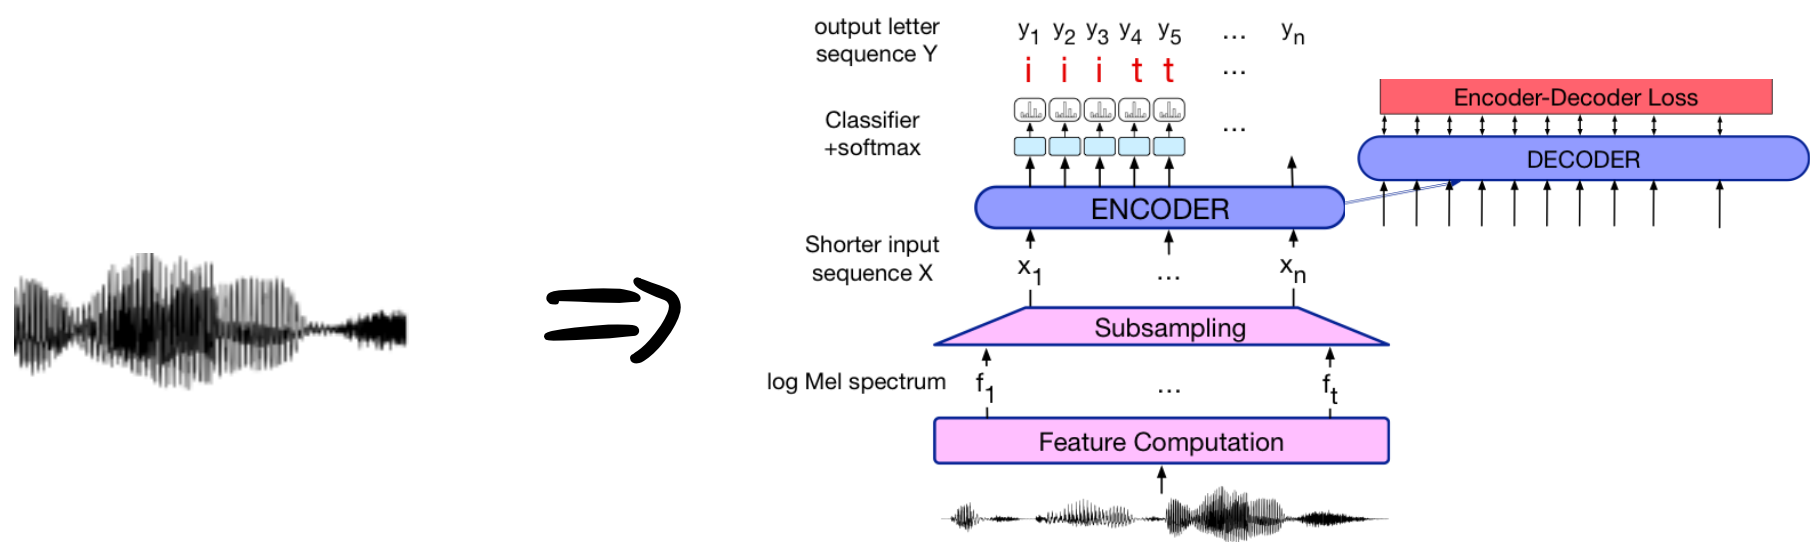 output letter
sequence Y
y1 y2 y3 y4 y5 ... yn
i i i t t ...
Classifier
+softmax
...
Encoder-Decoder Loss
DECODER
ENCODER
Shorter input
sequence X
x1 ... xn
Subsampling
log Mel spectrum
f1 ... ft
Feature Computation